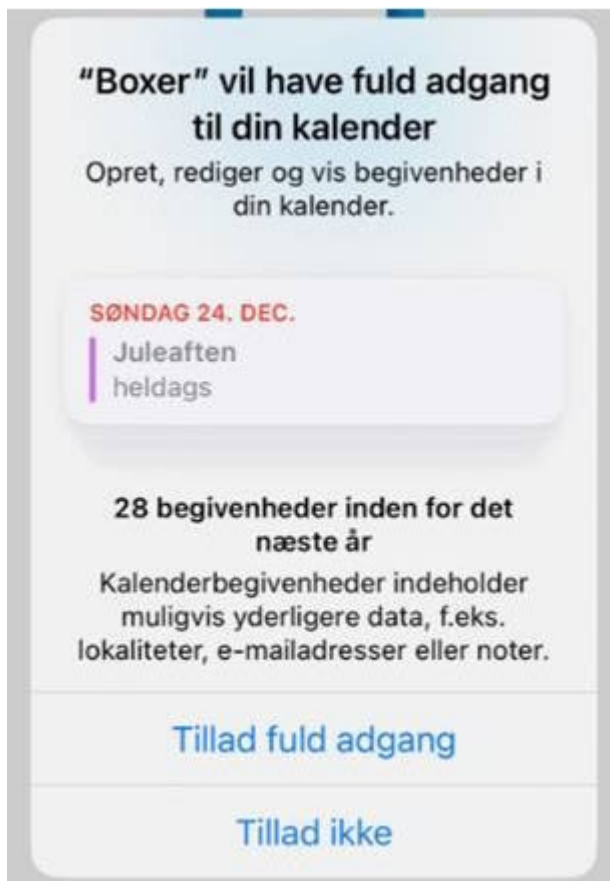 “Boxer” vil have fuld adgang
til din kalender
Opret, rediger og vis begivenheder i
din kalender.
SØNDAG 24. DEC.
Juleaften
heldags
28 begivenheder inden for det
næste år
Kalenderbegivenheder indeholder
muligvis yderligere data, f.eks.
lokaliteter, e-mailadresser eller noter.
Tillad fuld adgang
Tillad ikke